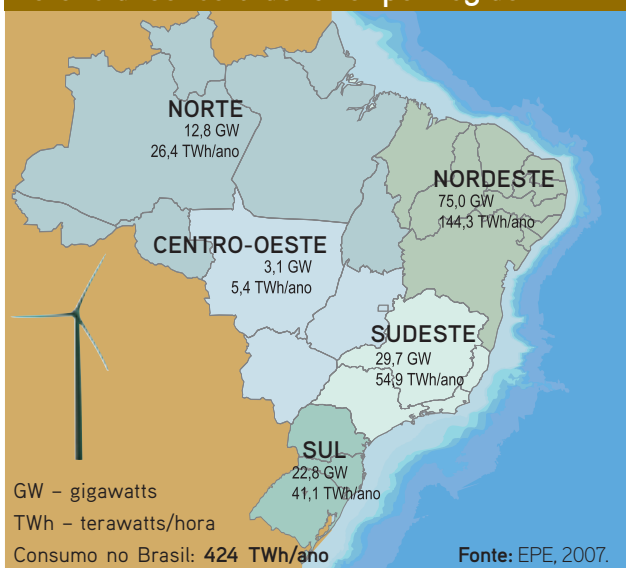 NORTE
12,8 GW
26,4 TWh/ano
NORDESTE
75,0 GW
144,3 TWh/ano
CENTRO-OESTE
3,1 GW
5,4 TWh/ano
SUDESTE
29,7 GW
54,9 TWh/ano
SUL
22,8 GW
41,1 TWh/ano
GW – gigawatts
TWh – terawatts/hora
Consumo no Brasil: 424 TWh/ano
Fonte: EPE, 2007.